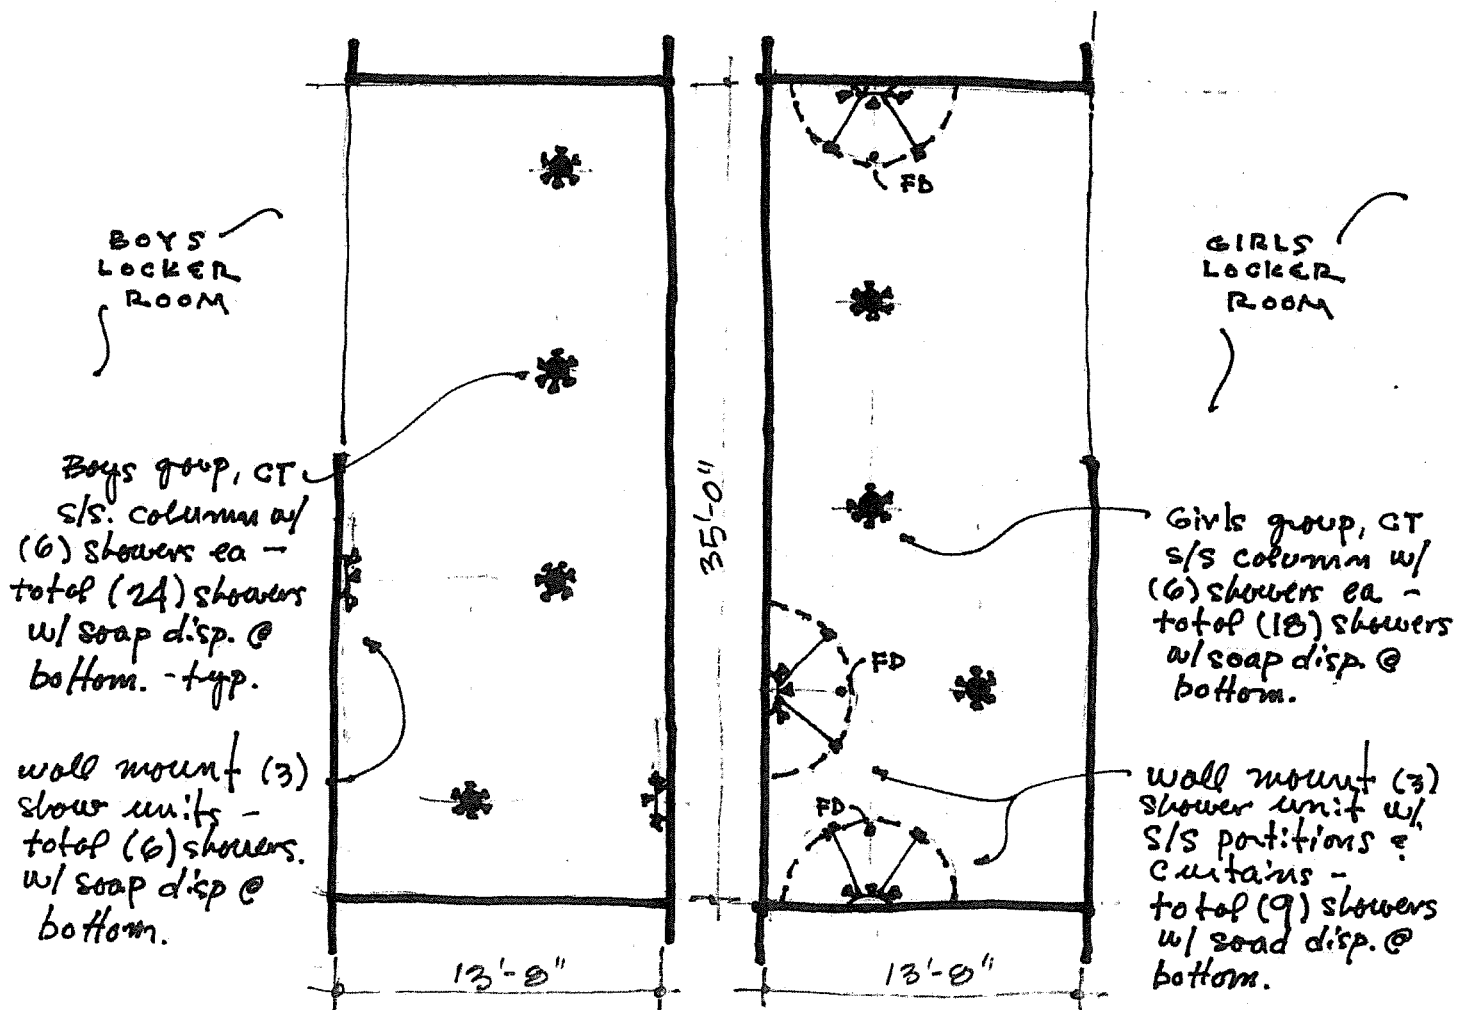 BOYS
LOCKER
ROOM
Boys group, CT
s/s. column w/
(6) showers ea -
total (24) showers
w/ soap disp. @
bottom. - typ.
wall mount (3)
show units -
total (6) showers.
w/ soap disp @
bottom.
13'-8"
35'-0"
FD
FD
FD
13'-8"
GIRLS
LOCKER
ROOM
Girls group, CT
s/s column w/
(6) showers ea -
total (18) showers
w/ soap disp. @
bottom.
wall mount (3)
shower unit w/
s/s partitions &
curtains -
total (9) showers
w/ soad disp. @
bottom.